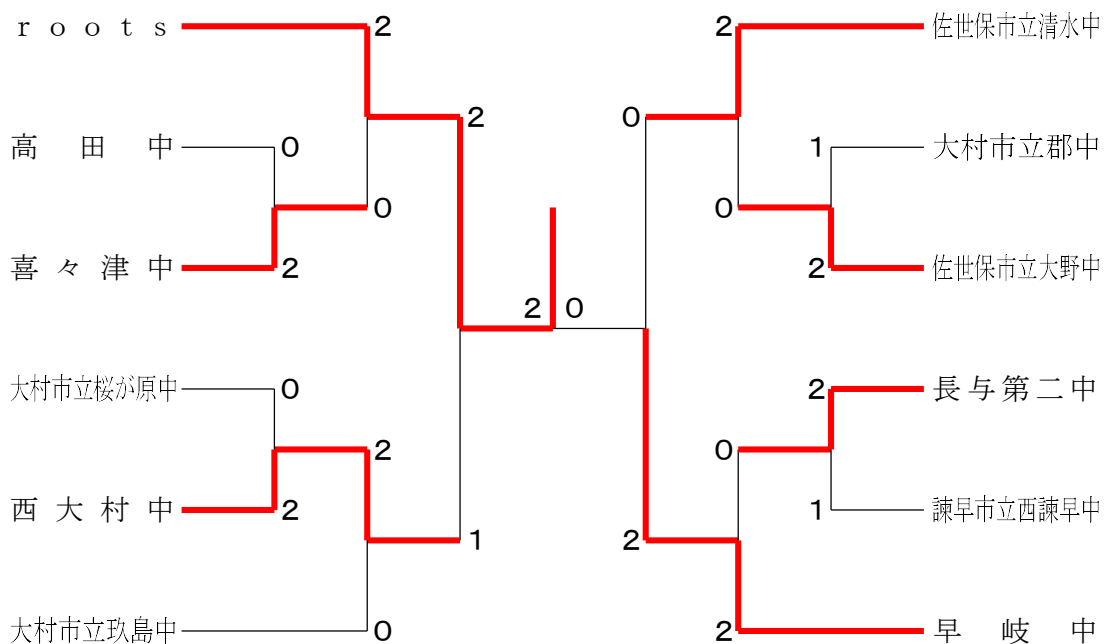 roots 2 2 佐世保市立清水中
2 0
高田中 0 1 大村市立郡中
0 0
喜々津中 2 2 佐世保市立大野中
2 0
大村市立桜が原中 0 2 長与第二中
2 0
西大村中 2 1 諫早市立西諫早中
1 2
大村市立玖島中 0 2 早岐中